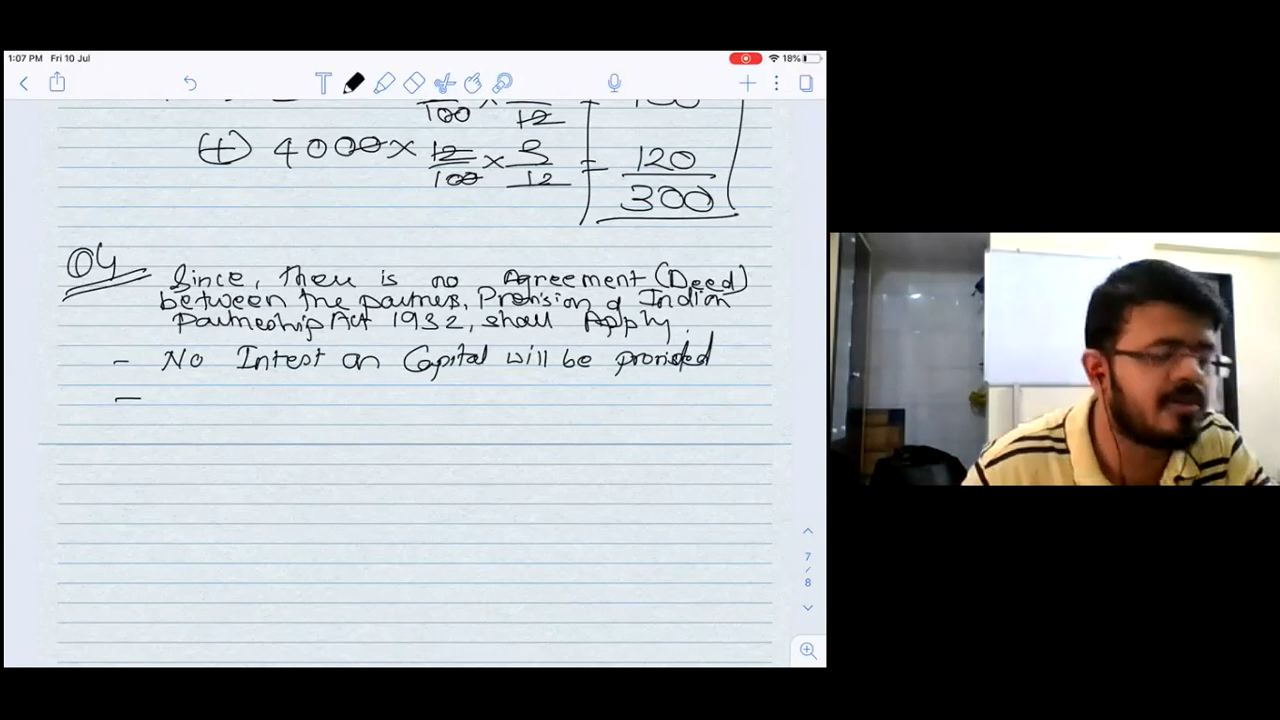 1:07 PM Fri 10 Jul
18%
T
100 × 12
(+) 4000 × 12/100 × 3/12 = 120
300
Q4
Since, there is no Agreement (Deed)
between the partners, Provision of Indian
Partneship Act 1932, shall Apply.
- No Intest on Capital will be provided
-
7
8